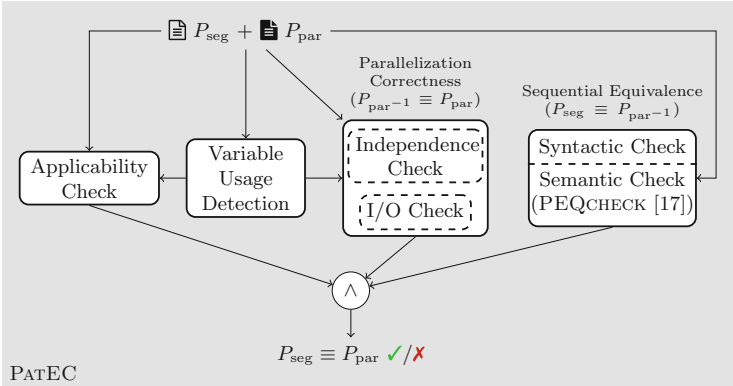 P_seg + P_par
Parallelization
Correctness
(P_par-1 ≡ P_par)
Sequential Equivalence
(P_seg ≡ P_par-1)
Applicability
Check
Variable
Usage
Detection
Independence
Check
I/O Check
Syntactic Check
Semantic Check
(PEQCHECK [17])
∧
P_seg ≡ P_par ✓/✗
PATEC